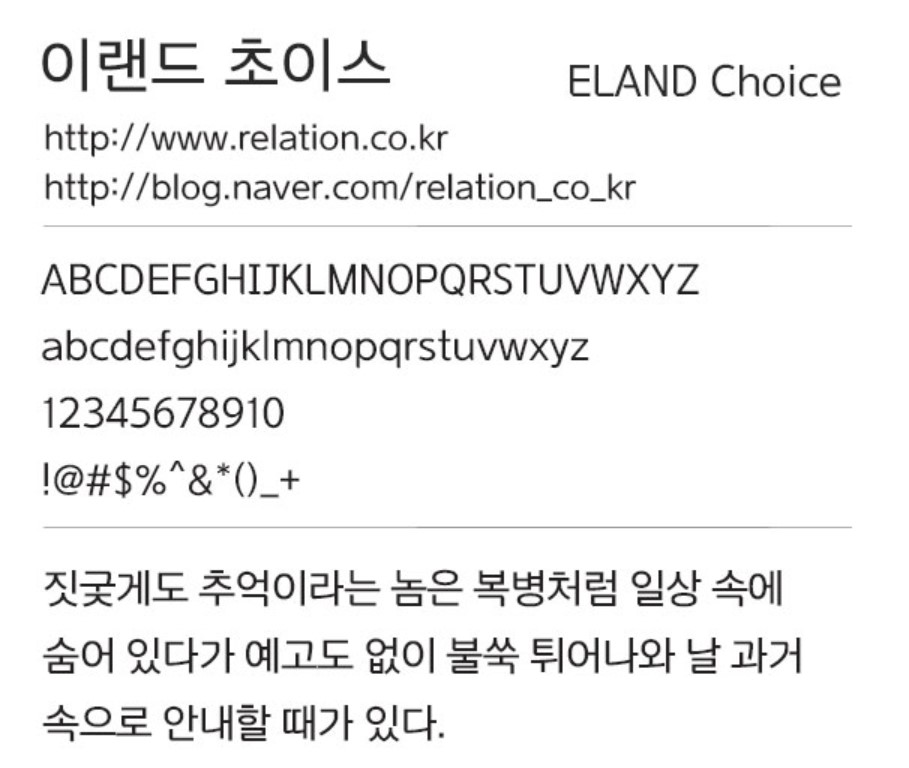 이랜드 초이스
ELAND Choice
http://www.relation.co.kr
http://blog.naver.com/relation_co_kr
ABCDEFGHIJKLMNOPQRSTUVWXYZ
abcdefghijklmnopqrstuvwxyz
12345678910
!@#$%^&*()_+
짓궂게도 추억이라는 놈은 복병처럼 일상 속에
숨어 있다가 예고도 없이 불쑥 튀어나와 날 과거
속으로 안내할 때가 있다.